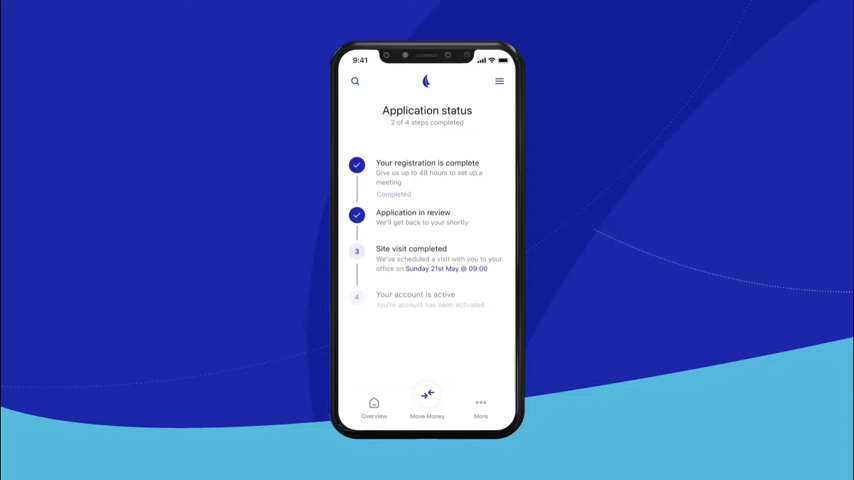 9:41
Application status
2 of 4 steps completed
Your registration is complete
Give us up to 48 hours to set up a
meeting
Completed
Application in review
We'll get back to your shortly
3
Site visit completed
We've scheduled a visit with you to your
office on Sunday 21st May @ 09:00
4
Your account is active
You're account has been activated
Overview
Move Money
More